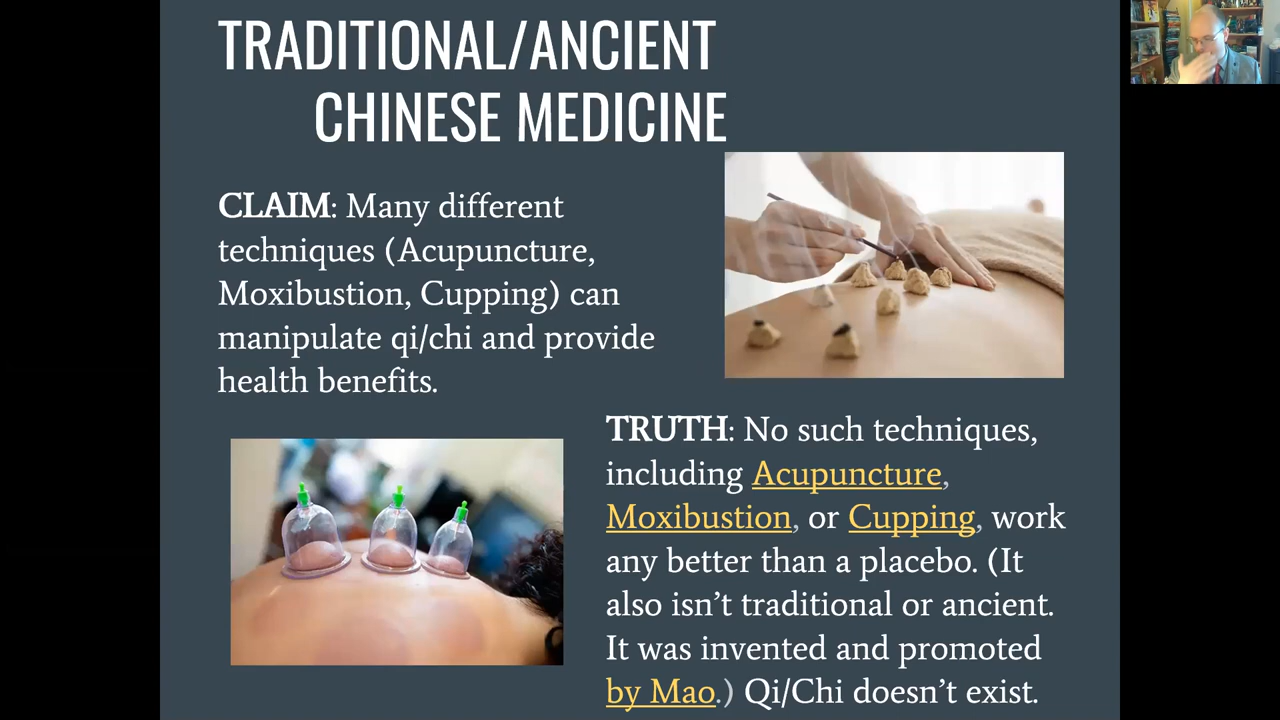 TRADITIONAL/ANCIENT
CHINESE MEDICINE
CLAIM: Many different
techniques (Acupuncture,
Moxibustion, Cupping) can
manipulate qi/chi and provide
health benefits.
TRUTH: No such techniques,
including Acupuncture,
Moxibustion, or Cupping, work
any better than a placebo. (It
also isn’t traditional or ancient.
It was invented and promoted
by Mao.) Qi/Chi doesn’t exist.